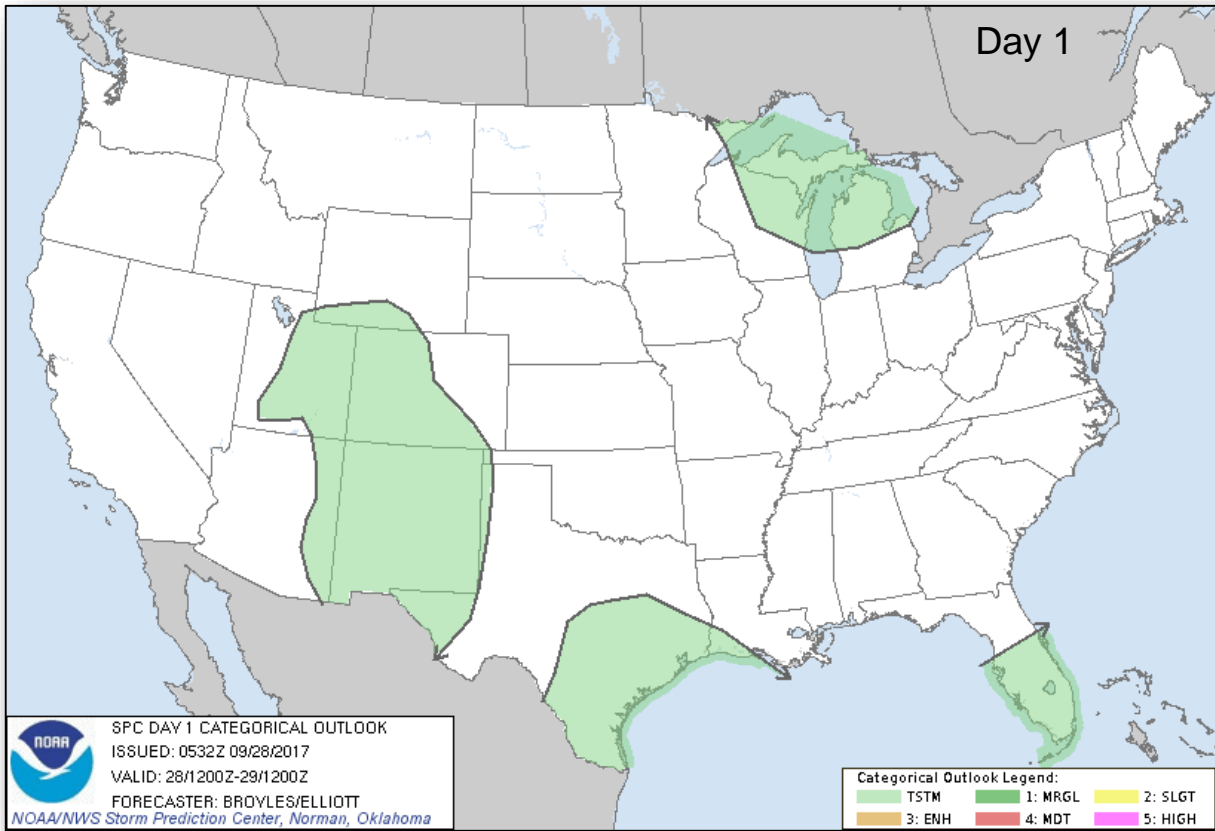 Day 1
NOAA
SPC DAY 1 CATEGORICAL OUTLOOK
ISSUED: 0532Z 09/28/2017
VALID: 28/1200Z-29/1200Z
FORECASTER: BROYLES/ELLIOTT
NOAA/NWS Storm Prediction Center, Norman, Oklahoma
Categorical Outlook Legend:
TSTM 1: MRGL 2: SLGT
3: ENH 4: MDT 5: HIGH